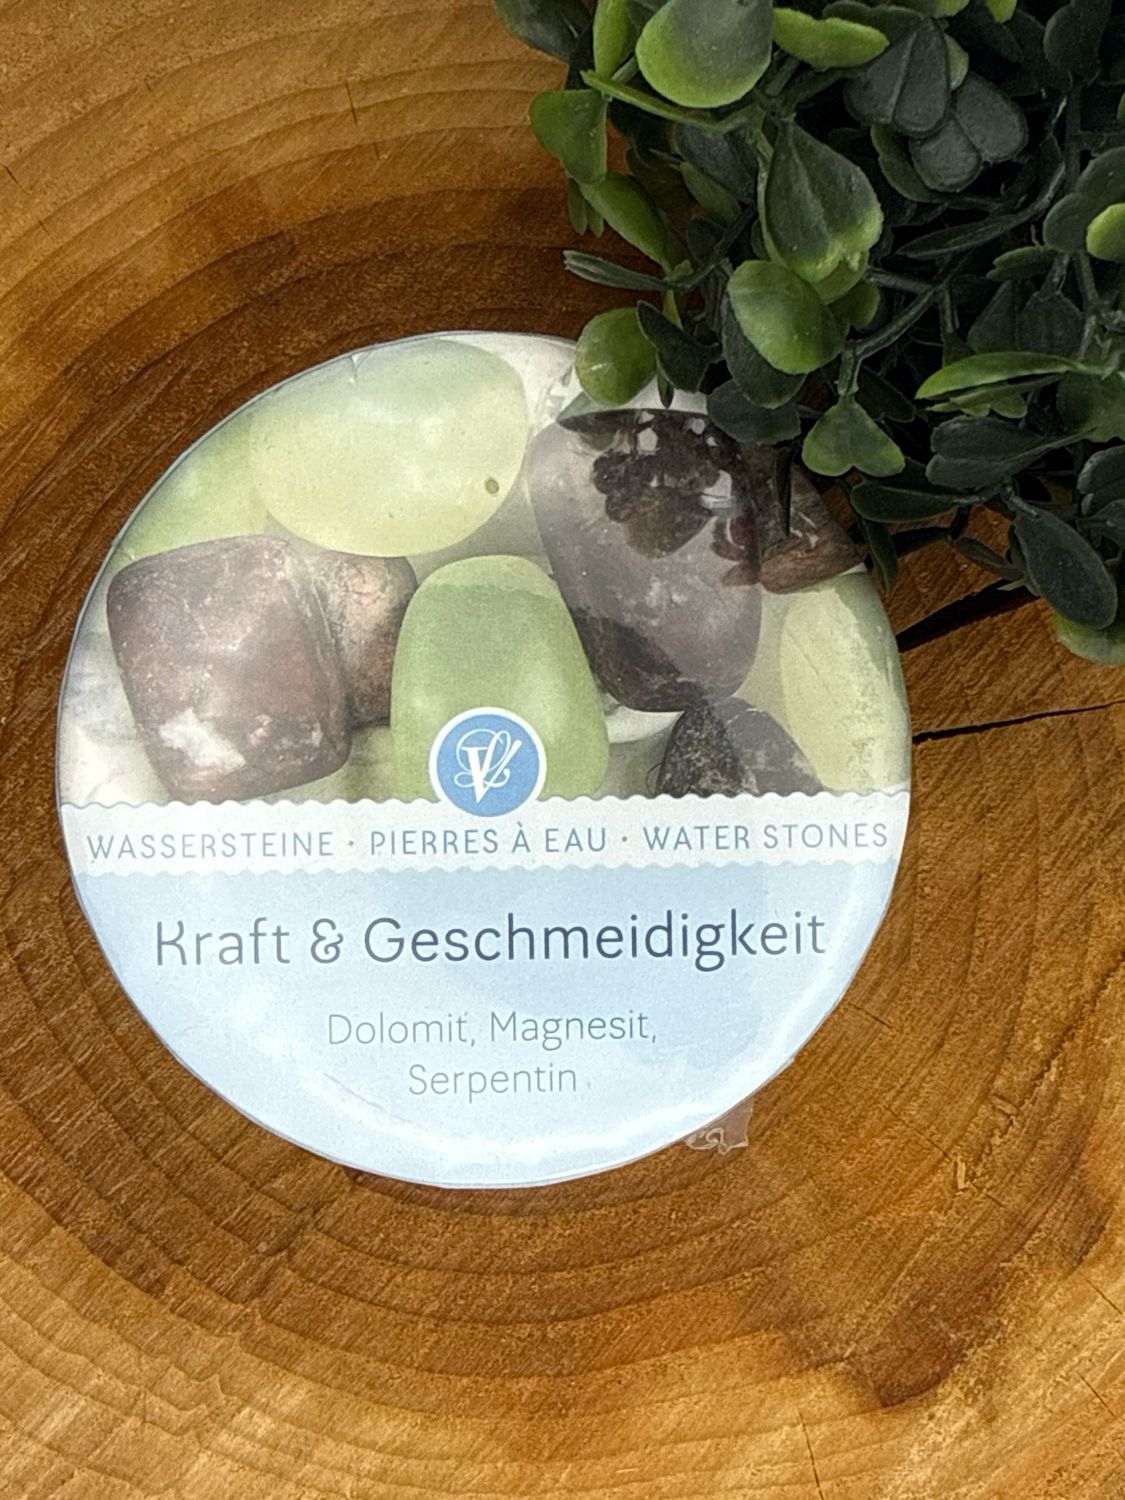 WASSERSTEINE · PIERRES À EAU · WATER STONES
Kraft & Geschmeidigkeit
Dolomit, Magnesit,
Serpentin